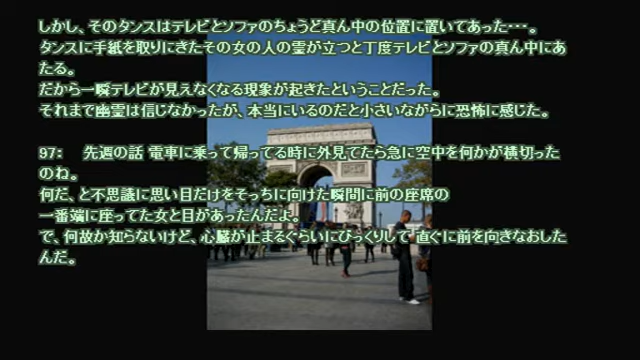 しかし、そのタンスはテレビとソファのちょうど真ん中の位置に置いてあった・・・。
タンスに手紙を取りにきたその女の人の霊が立つと丁度テレビとソファの真ん中にあ
たる。
だから一瞬テレビが見えなくなる現象が起きたということだった。
それまで幽霊は信じなかったが、本当にいるのだと小さいながらに恐怖に感じた。
97: 先週の話 電車に乗って帰ってる時に外見てたら急に空中を何かが横切った
のね。
何だ、と不思議に思い目だけをそっちに向けた瞬間に前の座席の
一番端に座ってた女と目があったんだよ。
で、何故か知らないけど、心臓が止まるぐらいにびっくりして 直ぐに前を向きなおした
んだ。